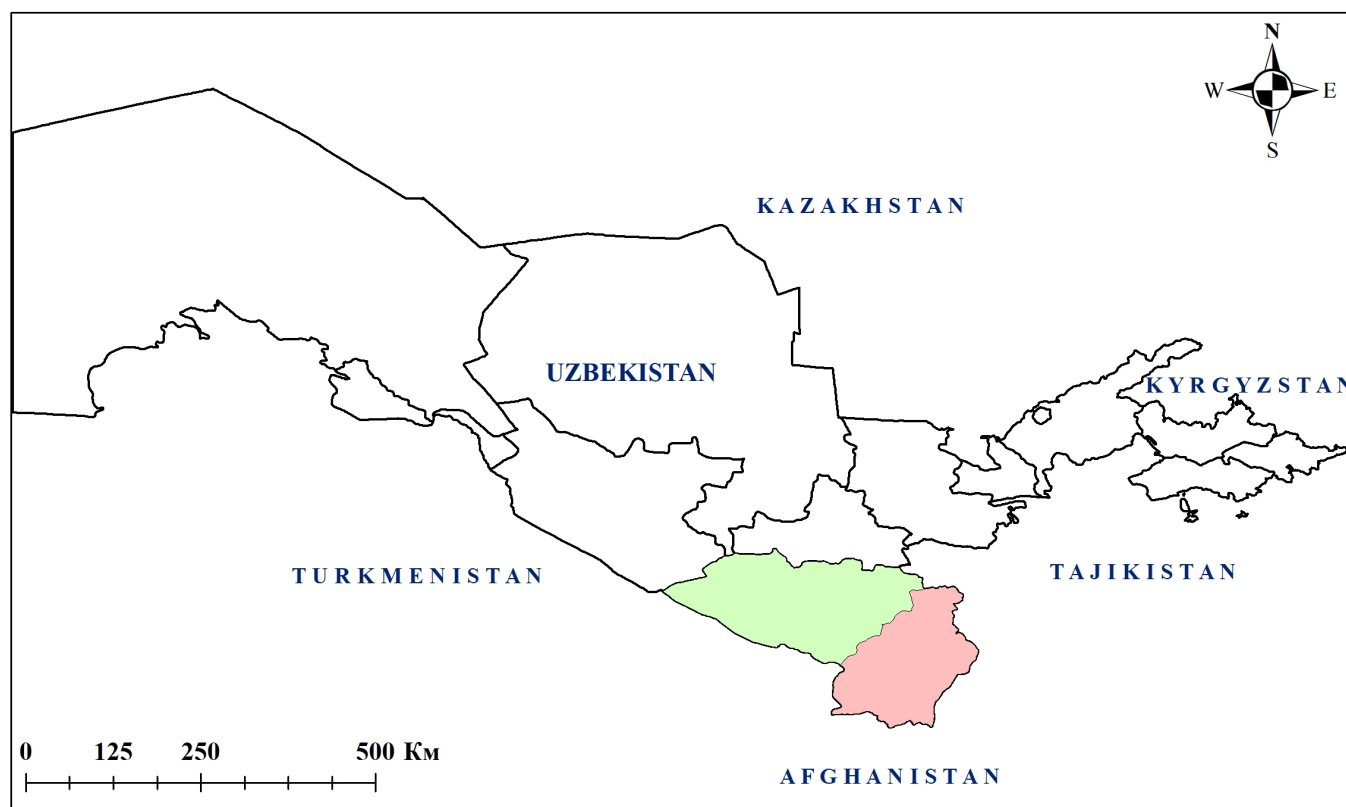 N
W E
S
KAZAKHSTAN
UZBEKISTAN
KYRGYZSTAN
TURKMENISTAN
TAJIKISTAN
0 125 250 500 Км
AFGHANISTAN